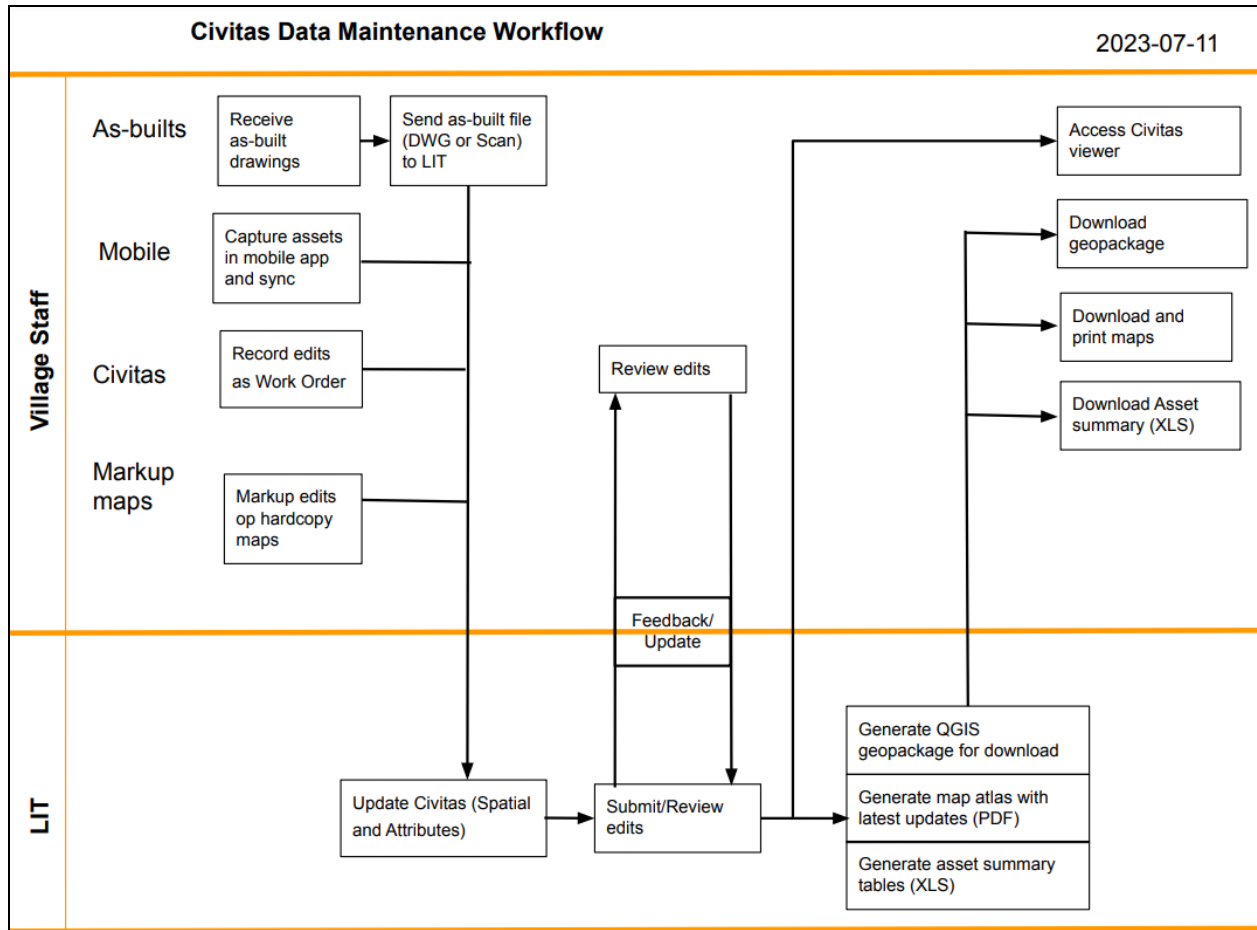 Civitas Data Maintenance Workflow
2023-07-11
Village Staff
As-builts
Receive
as-built
drawings
Send as-built file
(DWG or Scan)
to LIT
Access Civitas
viewer
Mobile
Capture assets
in mobile app
and sync
Download
geopackage
Download and
print maps
Civitas
Record edits
as Work Order
Review edits
Download Asset
summary (XLS)
Markup
maps
Markup edits
op hardcopy
maps
Feedback/
Update
LIT
Update Civitas (Spatial
and Attributes)
Submit/Review
edits
Generate QGIS
geopackage for download
Generate map atlas with
latest updates (PDF)
Generate asset summary
tables (XLS)